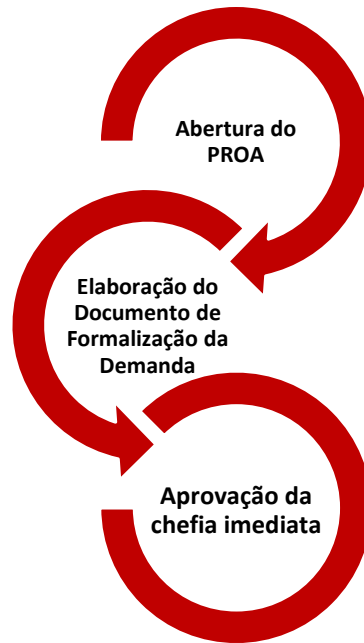 Abertura do
PROA
Elaboração do
Documento de
Formalização da
Demanda
Aprovação da
chefia imediata